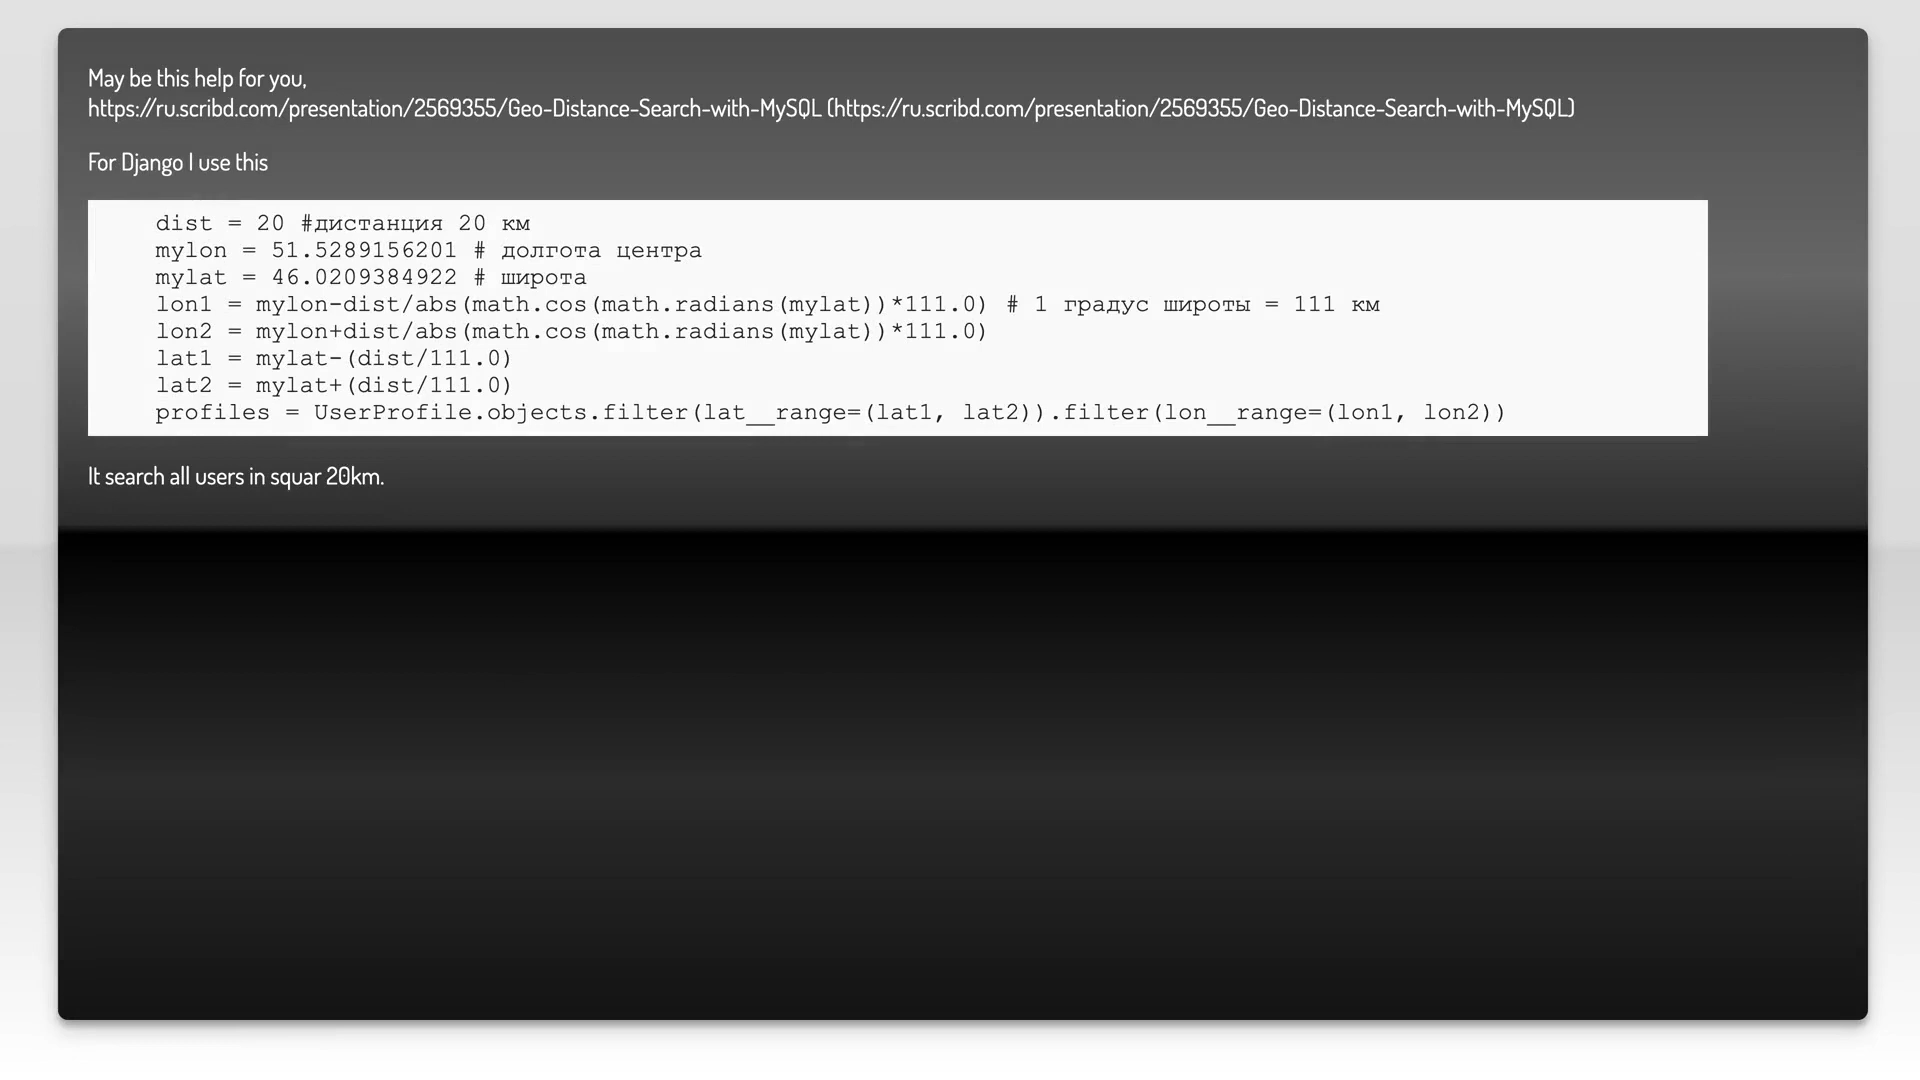 May be this help for you,
https://ru.scribd.com/presentation/2569355/Geo-Distance-Search-with-MySQL (https://ru.scribd.com/presentation/2569355/Geo-Distance-Search-with-MySQL)
For Django I use this
dist = 20 #дистанция 20 км
mylon = 51.5289156201 # долгота центра
mylat = 46.0209384922 # широта
lon1 = mylon-dist/abs(math.cos(math.radians(mylat))*111.0) # 1 градус широты = 111 км
lon2 = mylon+dist/abs(math.cos(math.radians(mylat))*111.0)
lat1 = mylat-(dist/111.0)
lat2 = mylat+(dist/111.0)
profiles = UserProfile.objects.filter(lat__range=(lat1, lat2)).filter(lon__range=(lon1, lon2))
It search all users in squar 20km.